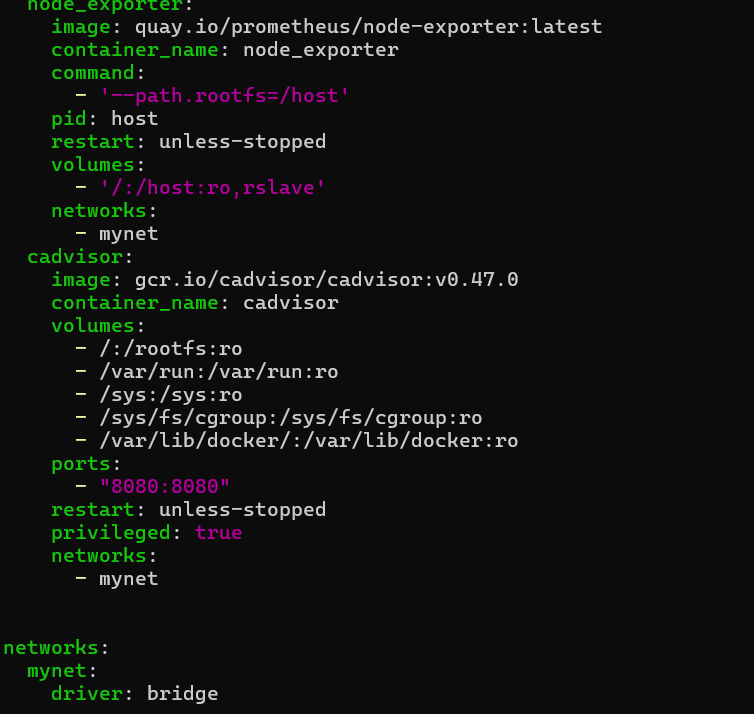 node_exporter:
image: quay.io/prometheus/node-exporter:latest
container_name: node_exporter
command:
- '--path.rootfs=/host'
pid: host
restart: unless-stopped
volumes:
- '/:/host:ro,rslave'
networks:
- mynet
cadvisor:
image: gcr.io/cadvisor/cadvisor:v0.47.0
container_name: cadvisor
volumes:
- /:/rootfs:ro
- /var/run:/var/run:ro
- /sys:/sys:ro
- /sys/fs/cgroup:/sys/fs/cgroup:ro
- /var/lib/docker/:/var/lib/docker:ro
ports:
- "8080:8080"
restart: unless-stopped
privileged: true
networks:
- mynet
networks:
mynet:
driver: bridge